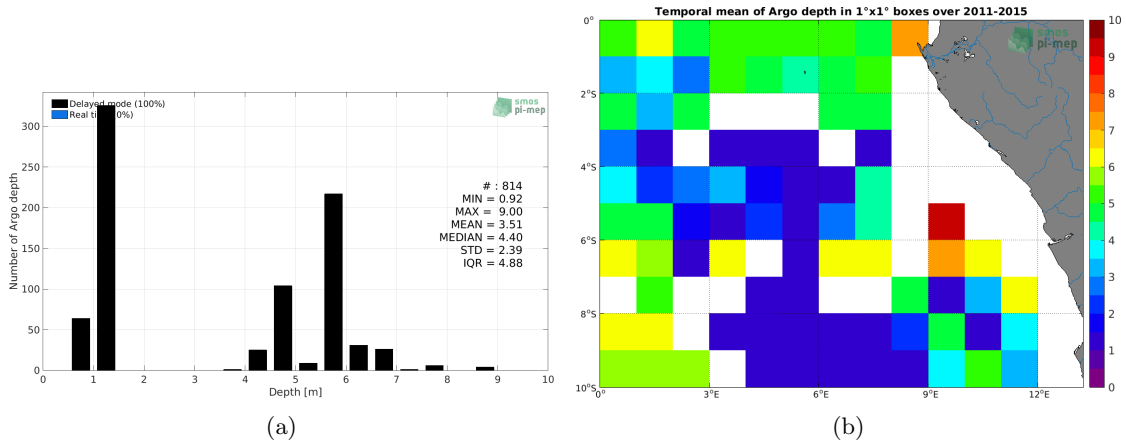 Delayed mode (100%)
Real ti 0%)
smos
pi-mep
Number of Argo depth
350
300
250
200
150
100
50
0
# : 814
MIN = 0.92
MAX = 9.00
MEAN = 3.51
MEDIAN = 4.40
STD = 2.39
IQR = 4.88
0 1 2 3 4 5 6 7 8 9 10
Depth [m]
(a)
Temporal mean of Argo depth in 1°x1° boxes over 2011-2015
smos
pi-mep
0°
2°S
4°S
6°S
8°S
10°S
0° 3°E 6°E 9°E 12°E
10
9
8
7
6
5
4
3
2
1
0
(b)